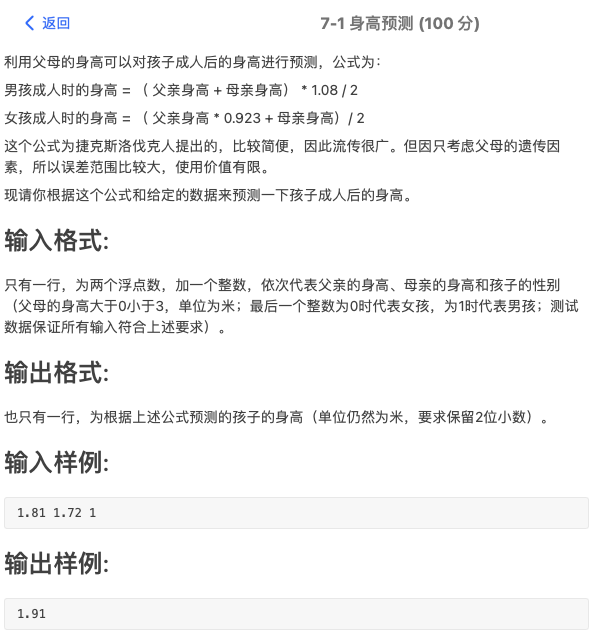 返回
7-1 身高预测 (100 分)
利用父母的身高可以对孩子成人后的身高进行预测，公式为：
男孩成人时的身高 = （ 父亲身高 + 母亲身高） * 1.08 / 2
女孩成人时的身高 = （ 父亲身高 * 0.923 + 母亲身高）/ 2
这个公式为捷克斯洛伐克人提出的，比较简便，因此流传很广。但因只考虑父母的遗传因
素，所以误差范围比较大，使用价值有限。
现请你根据这个公式和给定的数据来预测一下孩子成人后的身高。
输入格式:
只有一行，为两个浮点数，加一个整数，依次代表父亲的身高、母亲的身高和孩子的性别
（父母的身高大于0小于3，单位为米；最后一个整数为0时代表女孩，为1时代表男孩；测试
数据保证所有输入符合上述要求）。
输出格式:
也只有一行，为根据上述公式预测的孩子的身高（单位仍然为米，要求保留2位小数）。
输入样例:
1.81 1.72 1
输出样例:
1.91